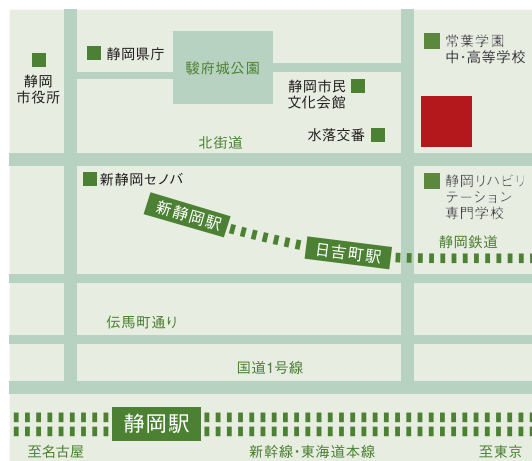 静岡県庁
静岡
市役所
駿府城公園
常葉学園
中・高等学校
静岡市民
文化会館
水落交番
北街道
新静岡セノバ
静岡リハビリ
テーション
専門学校
新静岡駅
日吉町駅
静岡鉄道
伝馬町通り
国道1号線
静岡駅
至名古屋
新幹線・東海道本線
至東京